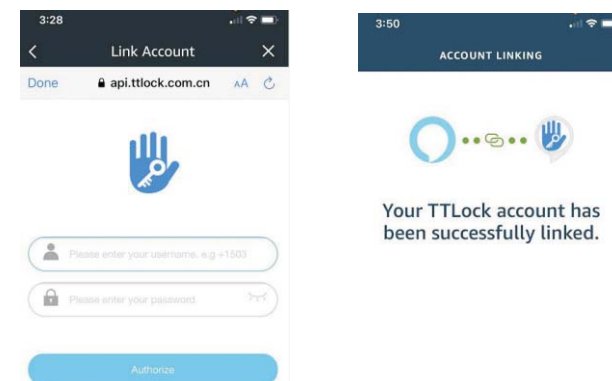 3:28
Link Account
Done
api.ttlock.com.cn
AA
Please enter your username, e.g +1503
Please enter your password.
Authorize
3:50
ACCOUNT LINKING
Your TTLock account has
been successfully linked.